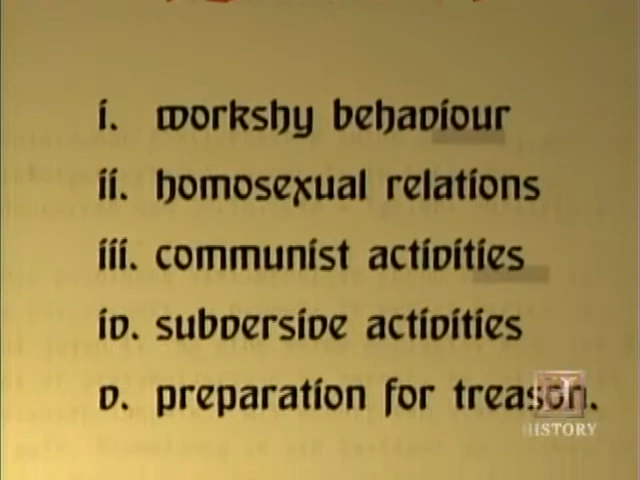 i. workshy behaviour
ii. homosexual relations
iii. communist activities
iv. subversive activities
v. preparation for treason.
H
HISTORY